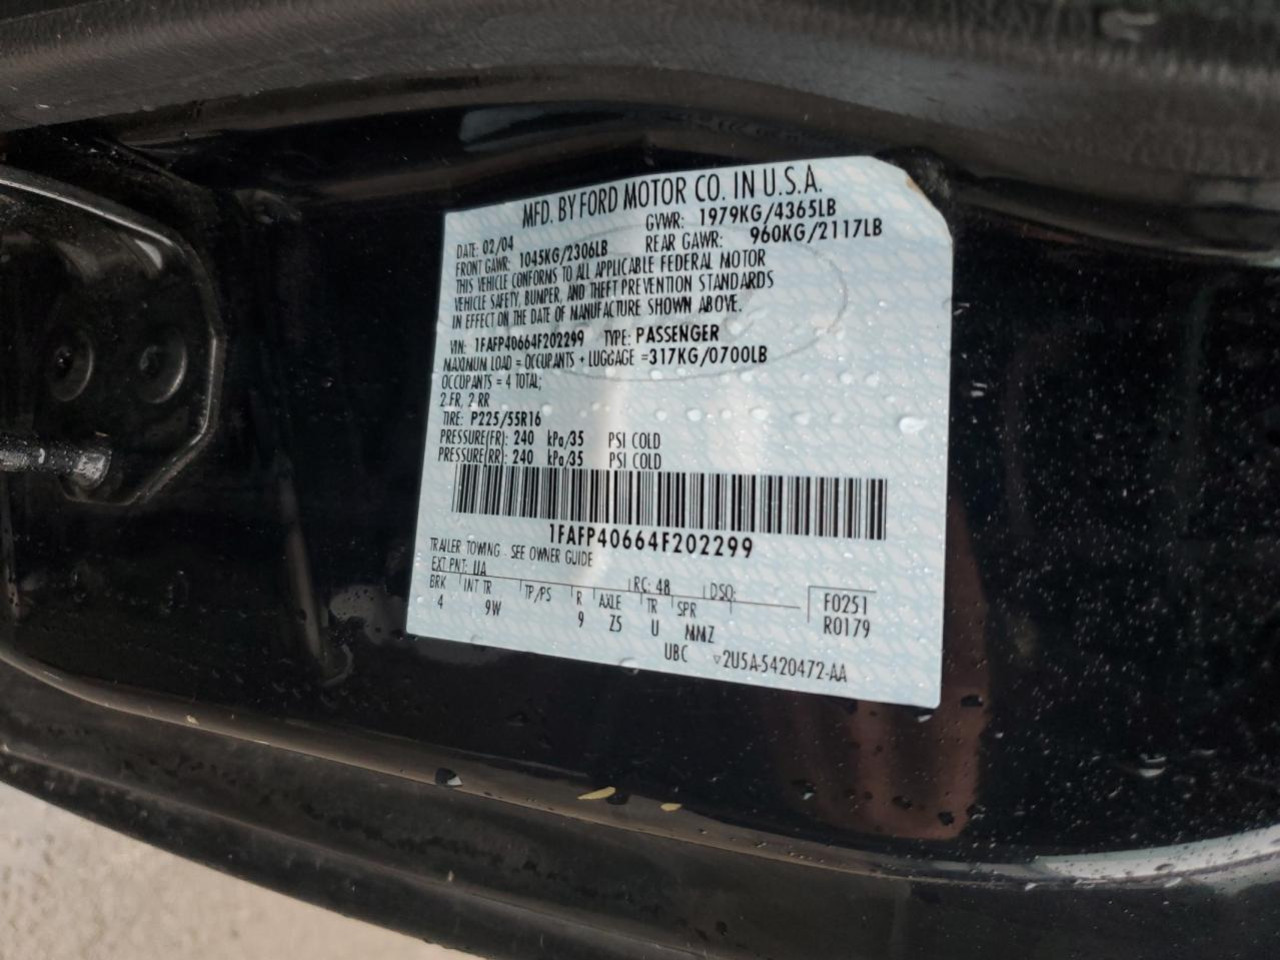 MFD. BY FORD MOTOR CO. IN U.S.A.
DATE: 02/04 GVWR: 1979KG/4365LB
FRONT GAWR: 1045KG/2306LB REAR GAWR: 960KG/2117LB
THIS VEHICLE CONFORMS TO ALL APPLICABLE FEDERAL MOTOR
VEHICLE SAFETY, BUMPER, AND THEFT PREVENTION STANDARDS
IN EFFECT ON THE DATE OF MANUFACTURE SHOWN ABOVE.
VIN: 1FAFP40664F202299 TYPE: PASSENGER
MAXIMUM LOAD = OCCUPANTS + LUGGAGE =317KG/0700LB
OCCUPANTS = 4 TOTAL;
2 FR, 2 RR
TIRE: P225/55R16
PRESSURE(FR): 240 kPa/35 PSI COLD
PRESSURE(RR): 240 kPa/35 PSI COLD
1FAFP40664F202299
TRAILER TOWING - SEE OWNER GUIDE
EXT PNT: UA RC: 48 DSO:
BRK INT TR TP/PS R AXLE TR SPR F0251
4 9W 9 Z5 U MMZ R0179
UBC ▽2U5A-5420472-AA